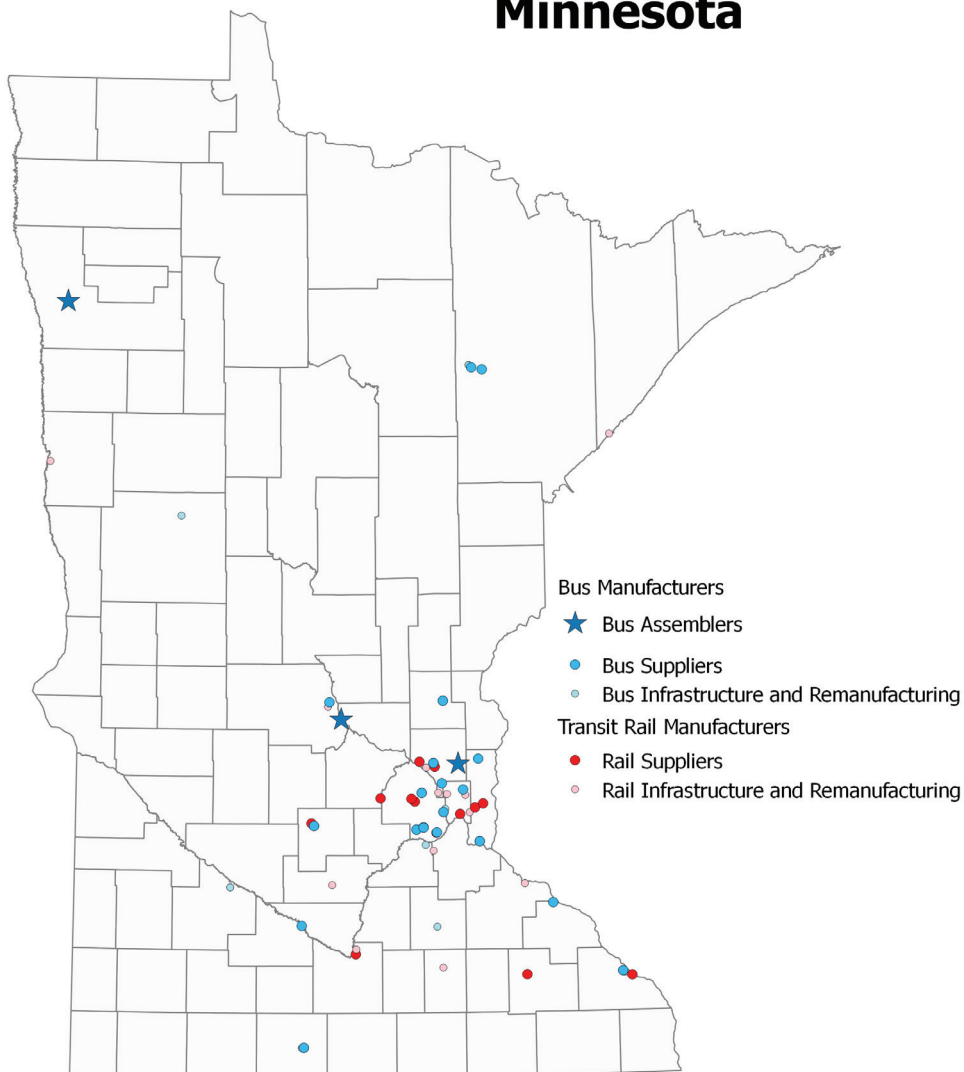 Minnesota
Bus Manufacturers
Bus Assemblers
Bus Suppliers
Bus Infrastructure and Remanufacturing
Transit Rail Manufacturers
Rail Suppliers
Rail Infrastructure and Remanufacturing